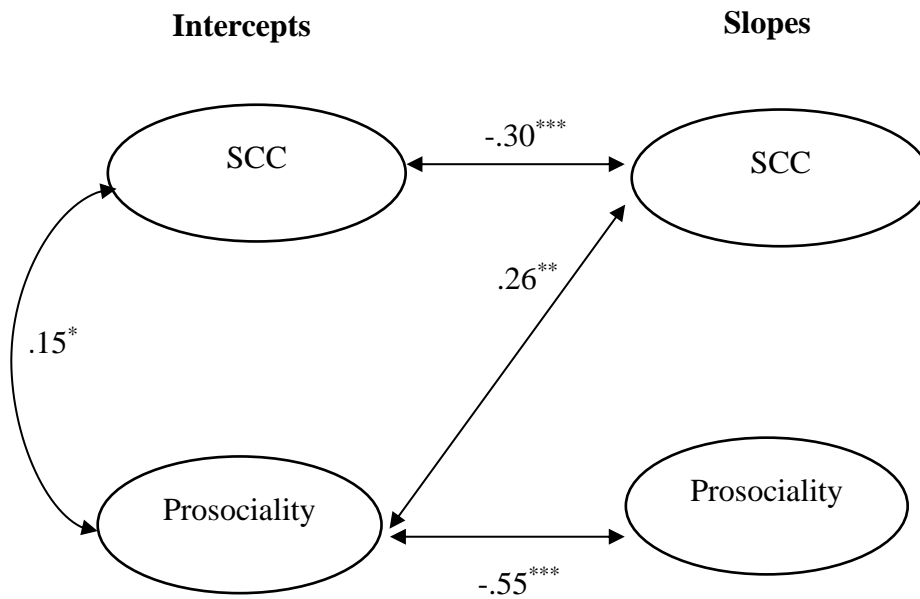 Intercepts
Slopes
SCC
-.30***
SCC
.26**
.15*
Prosociality
Prosociality
-.55***